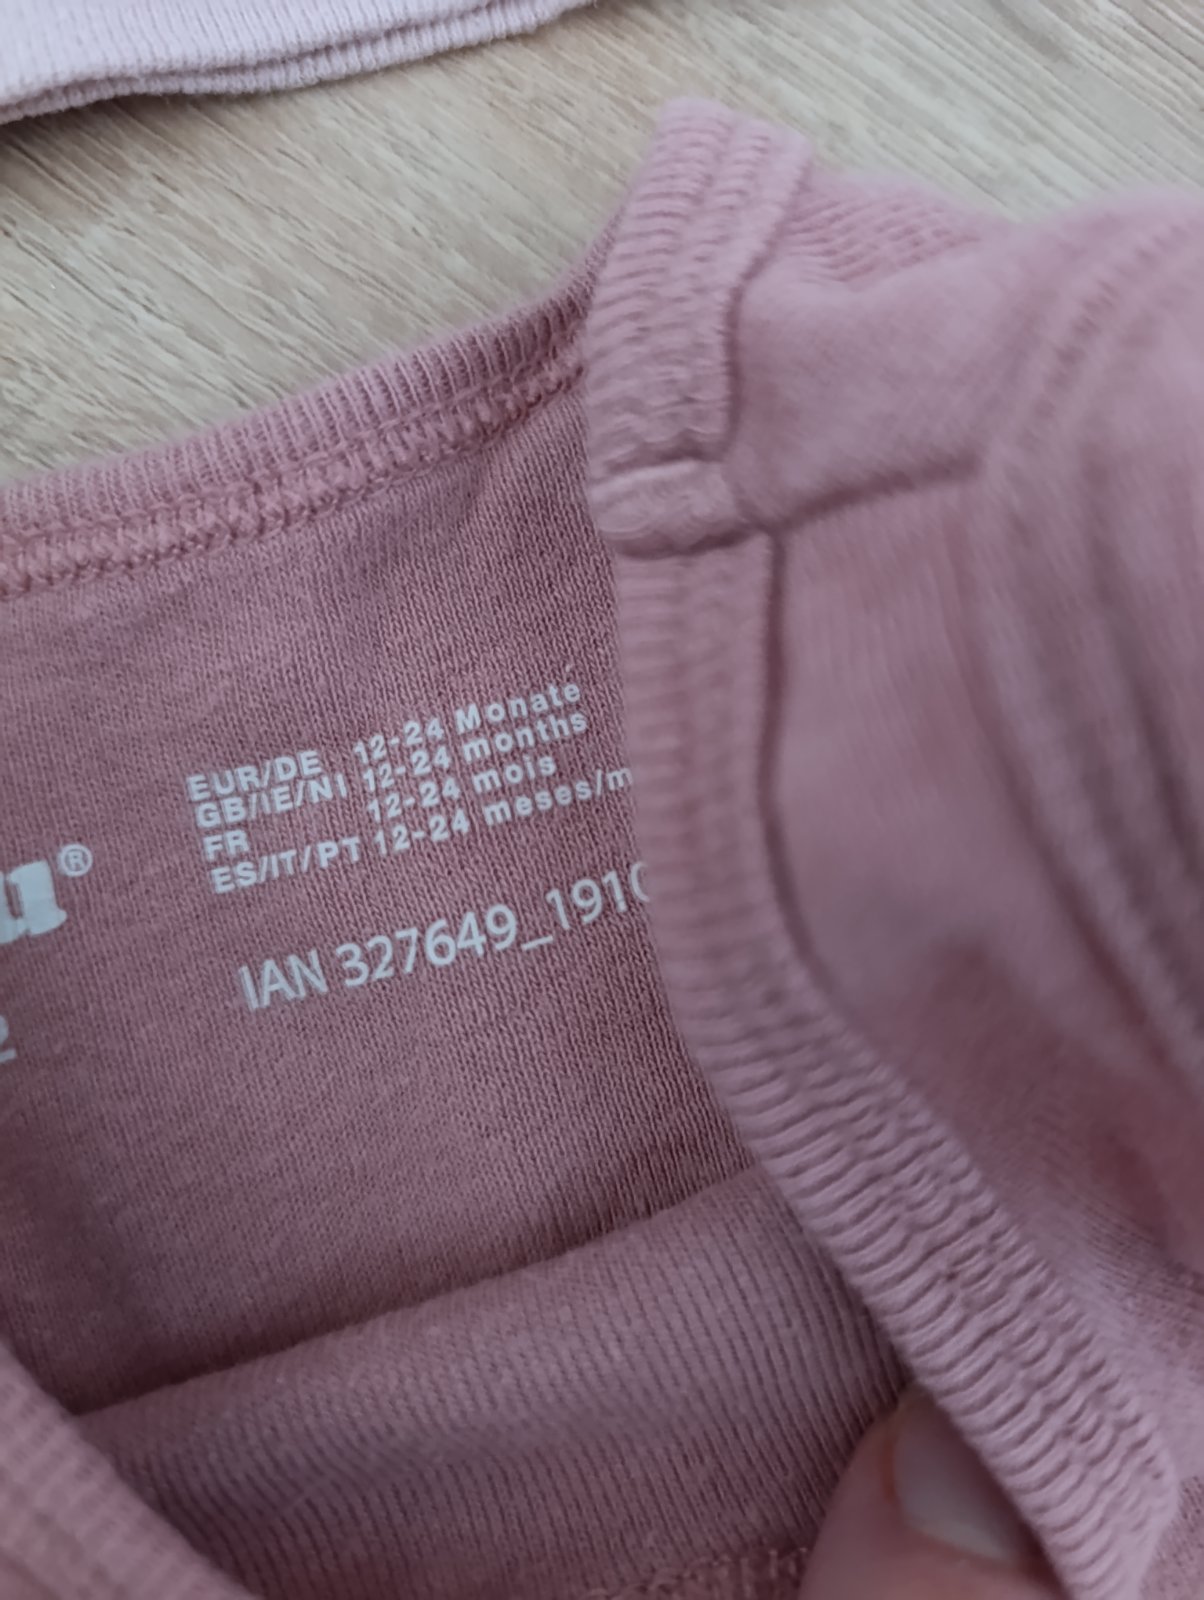 EUR/DE 12-24 Monate
GB/IE/NI 12-24 months
FR 12-24 mois
ES/IT/PT 12-24 meses/m
IAN 327649_1910